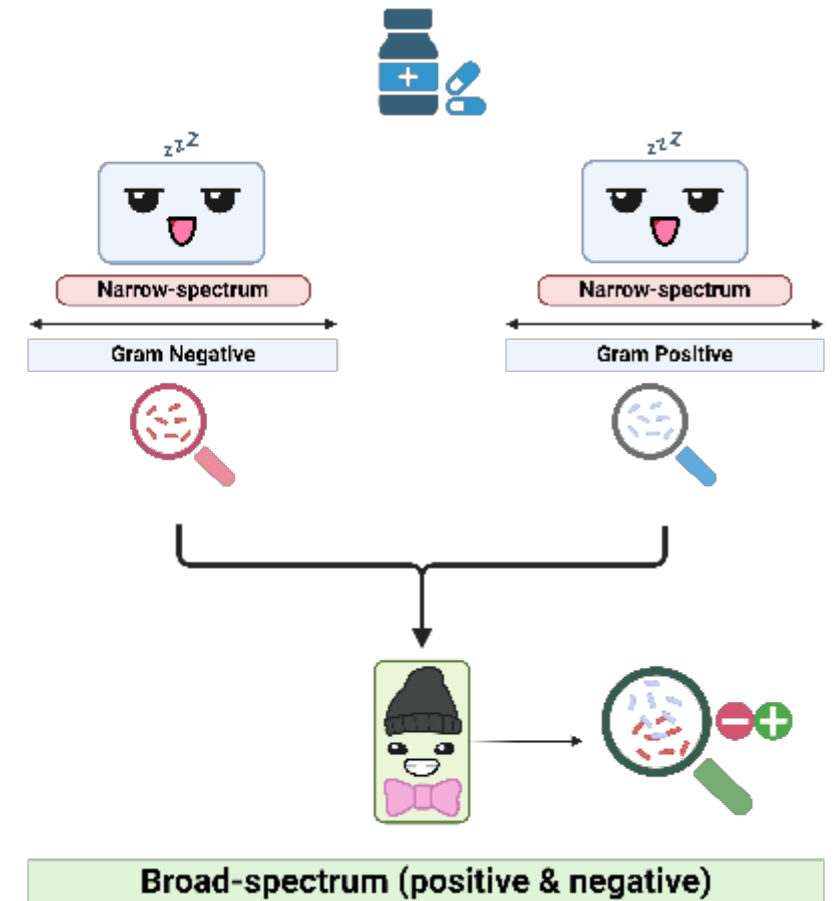 zzz
zzz
Narrow-spectrum
Narrow-spectrum
Gram Negative
Gram Positive
Broad-spectrum (positive & negative)